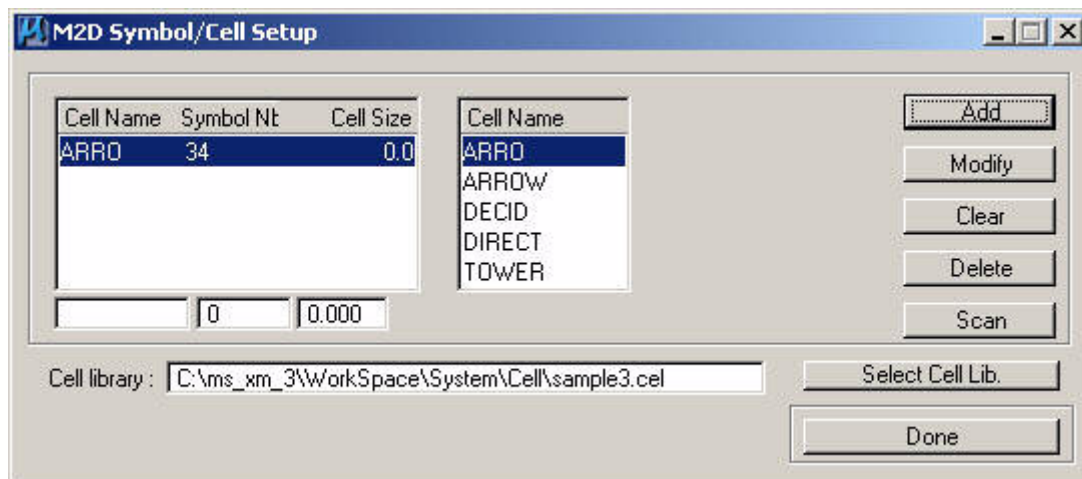 M2D Symbol/Cell Setup
Cell Name Symbol Nb Cell Size
ARRO 34 0.0
0 0.000
Cell Name
ARRO
ARROW
DECID
DIRECT
TOWER
Add
Modify
Clear
Delete
Scan
Cell library : C:\ms_xm_3\WorkSpace\System\Cell\sample3.cel
Select Cell Lib.
Done